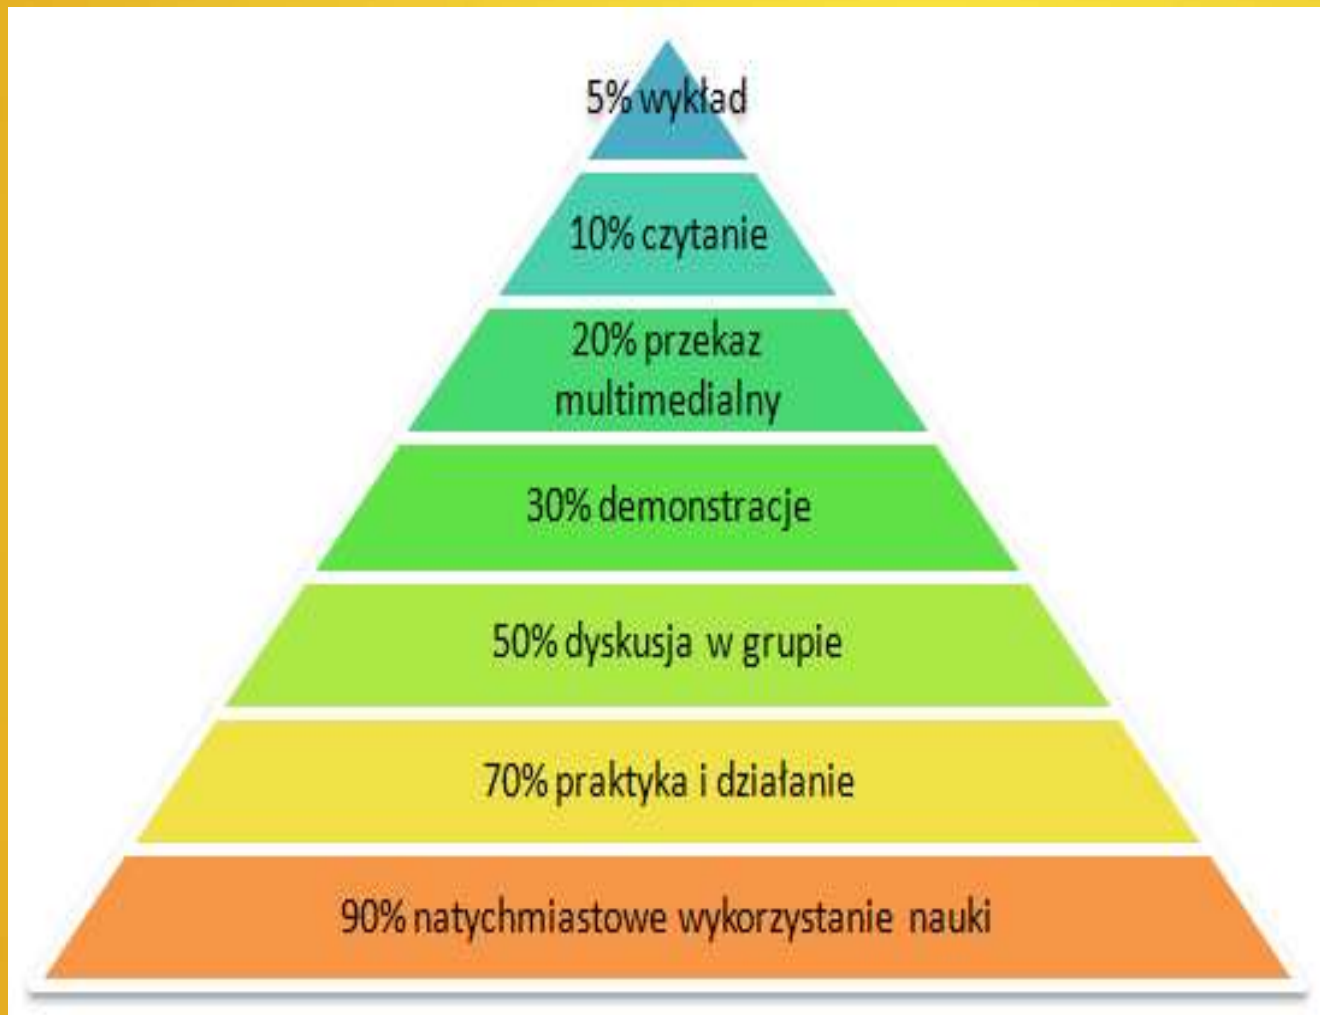 5% wykład
10% czytanie
20% przekaz
multimedialny
30% demonstracje
50% dyskusja w grupie
70% praktyka i działanie
90% natychmiastowe wykorzystanie nauki